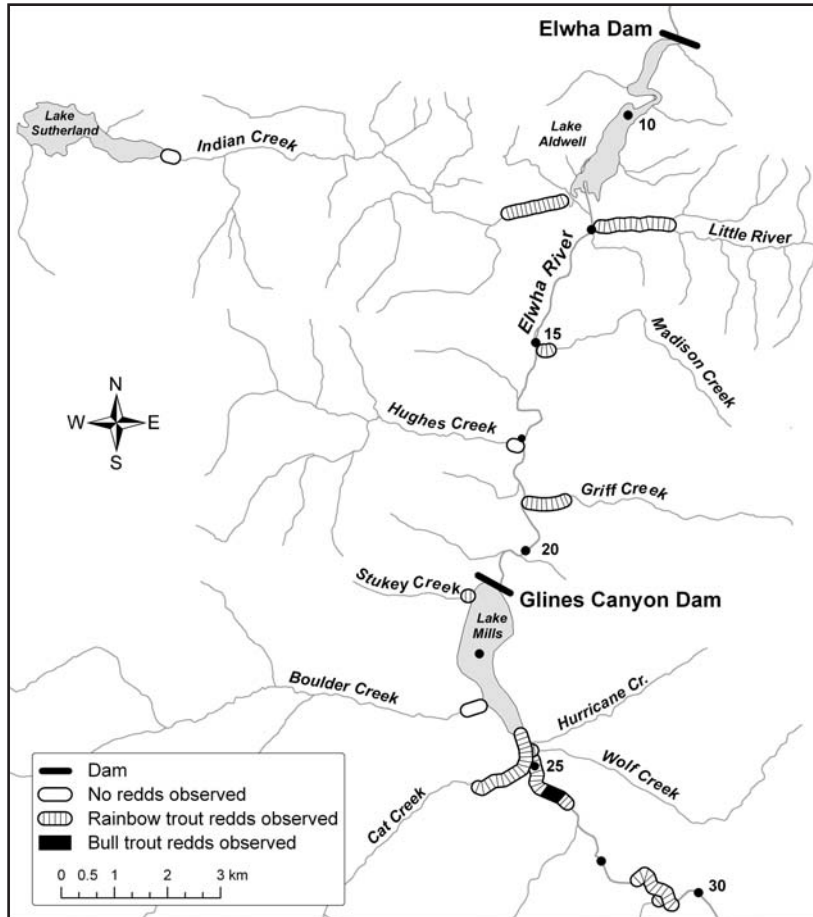 Elwha Dam
Lake
Sutherland
Indian Creek
Lake
Aldwell
10
Little River
Elwha River
15
Madison Creek
N
W E
S
Hughes Creek
Griff Creek
20
Stukey Creek
Glines Canyon Dam
Lake
Mills
Boulder Creek
Hurricane Cr.
25
Wolf Creek
Cat Creek
30
Dam
No redds observed
Rainbow trout redds observed
Bull trout redds observed
0 0.5 1 2 3 km